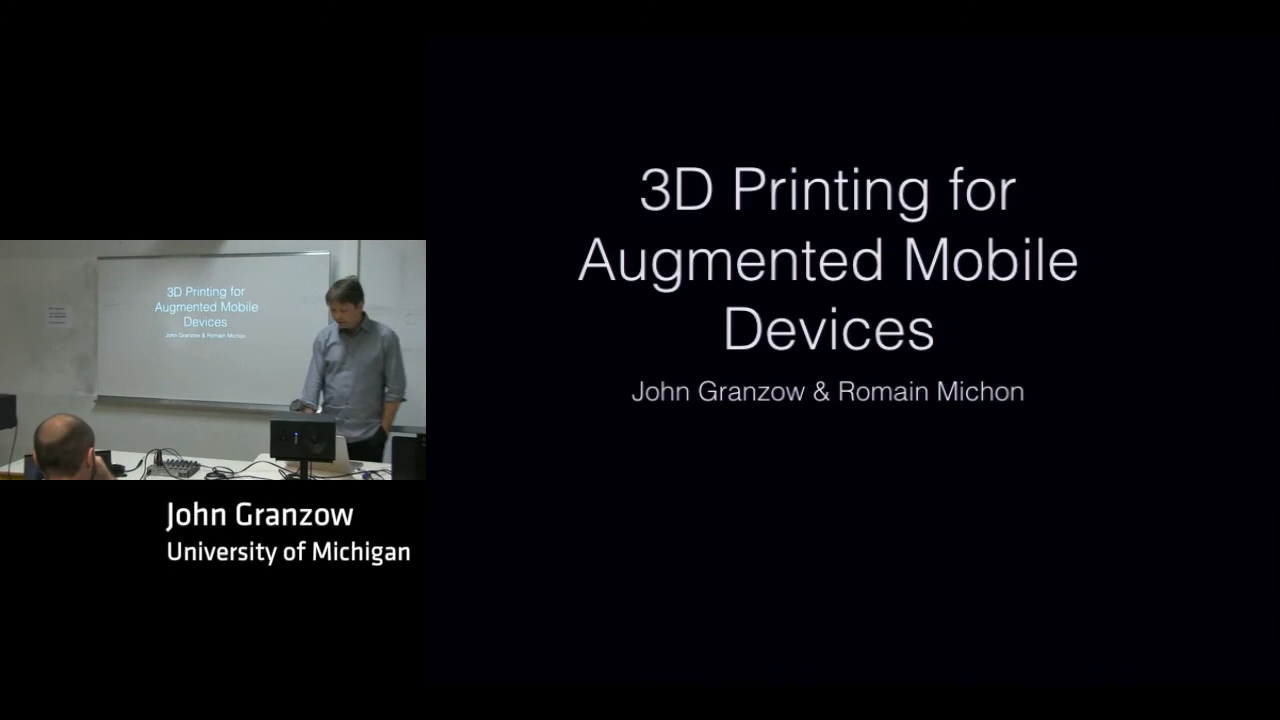 3D Printing for
Augmented Mobile
Devices
John Granzow & Romain Michon
3D Printing for
Augmented Mobile
Devices
John Granzow & Romain Michon
John Granzow
University of Michigan